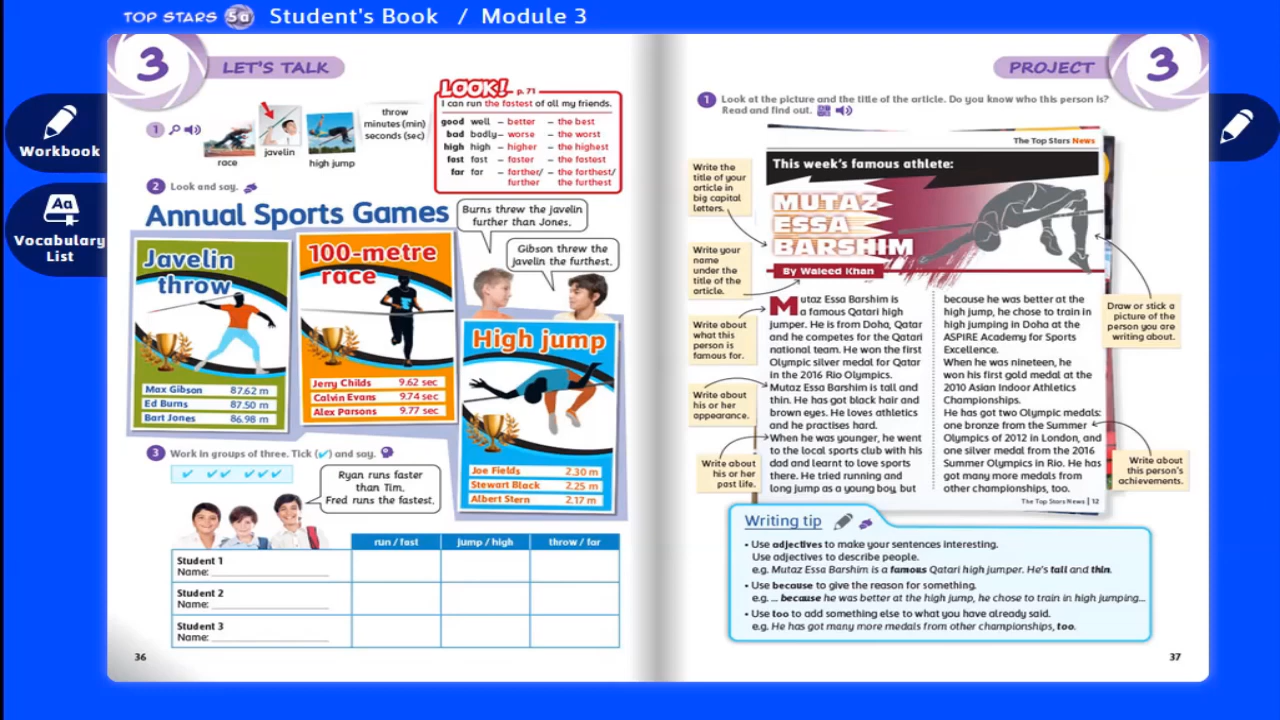 TOP STARS 5a Student's Book / Module 3
Workbook
Aa
Vocabulary
List
3 LET'S TALK
1
race
javelin
high jump
throw
minutes (min)
seconds (sec)
LOOK! p. 71
I can run the fastest of all my friends.
good well – better – the best
bad badly – worse – the worst
high high – higher – the highest
fast fast – faster – the fastest
far far – farther/ – the farthest/
further the furthest
2 Look and say.
Annual Sports Games
Burns threw the javelin
further than Jones.
Gibson threw the
javelin the furthest.
Javelin
throw
Max Gibson 87.62 m
Ed Burns 87.50 m
Bart Jones 86.98 m
100-metre
race
Jerry Childs 9.62 sec
Calvin Evans 9.74 sec
Alex Parsons 9.77 sec
High jump
Joe Fields 2.30 m
Stewart Black 2.25 m
Albert Stern 2.17 m
3 Work in groups of three. Tick (✓) and say.
✓ ✓✓ ✓✓✓
Ryan runs faster
than Tim.
Fred runs the fastest.
run / fast jump / high throw / far
Student 1
Name:
Student 2
Name:
Student 3
Name:
36
PROJECT 3
1 Look at the picture and the title of the article. Do you know who this person is?
Read and find out.
The Top Stars News
This week's famous athlete:
MUTAZ
ESSA
BARSHIM
By Waleed Khan
Write the
title of your
article in
big capital
letters.
Write your
name
under the
title of the
article.
Write about
what this
person is
famous for.
Write about
his or her
appearance.
Write about
his or her
past life.
Mutaz Essa Barshim is
a famous Qatari high
jumper. He is from Doha, Qatar
and he competes for the Qatari
national team. He won the first
Olympic silver medal for Qatar
in the 2016 Rio Olympics.
Mutaz Essa Barshim is tall and
thin. He has got black hair and
brown eyes. He loves athletics
and he practises hard.
When he was younger, he went
to the local sports club with his
dad and learnt to love sports
there. He tried running and
long jump as a young boy, but
because he was better at the
high jump, he chose to train in
high jumping in Doha at the
ASPIRE Academy for Sports
Excellence.
When he was nineteen, he
won his first gold medal at the
2010 Asian Indoor Athletics
Championships.
He has got two Olympic medals:
one bronze from the Summer
Olympics of 2012 in London, and
one silver medal from the 2016
Summer Olympics in Rio. He has
got many more medals from
other championships, too.
The Top Stars News | 12
Draw or stick a
picture of the
person you are
writing about.
Write about
this person's
achievements.
Writing tip
• Use adjectives to make your sentences interesting.
Use adjectives to describe people.
e.g. Mutaz Essa Barshim is a famous Qatari high jumper. He's tall and thin.
• Use because to give the reason for something.
e.g. ... because he was better at the high jump, he chose to train in high jumping...
• Use too to add something else to what you have already said.
e.g. He has got many more medals from other championships, too.
37